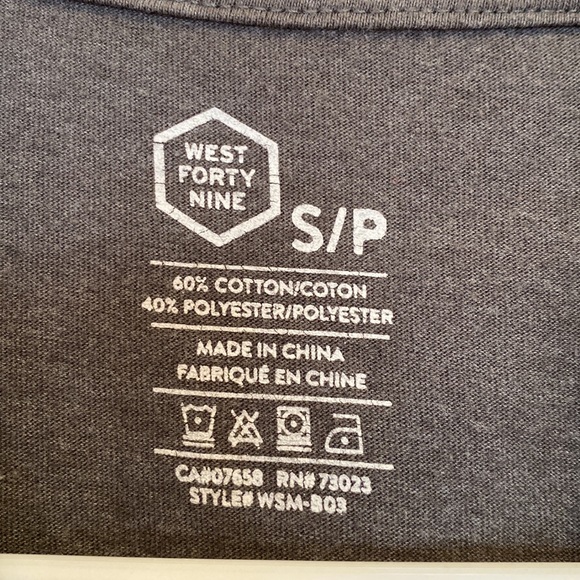 WEST
FORTY
NINE
S/P
60% COTTON/COTON
40% POLYESTER/POLYESTER
MADE IN CHINA
FABRIQUÉ EN CHINE
CA#07658 RN# 73023
STYLE# WSM-B03